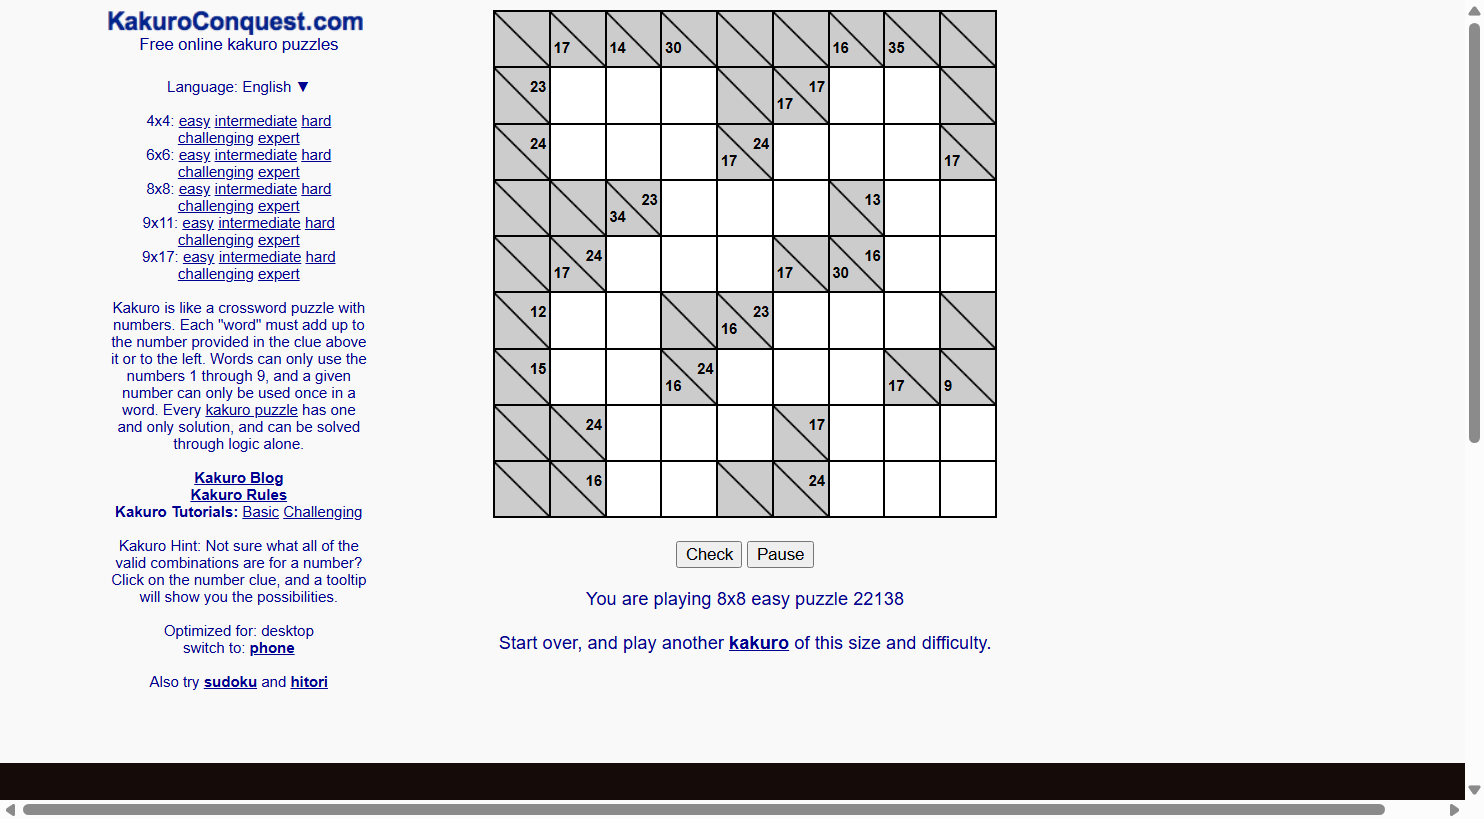 KakuroConquest.com
Free online kakuro puzzles
Language: English ▼
4x4: easy intermediate hard
challenging expert
6x6: easy intermediate hard
challenging expert
8x8: easy intermediate hard
challenging expert
9x11: easy intermediate hard
challenging expert
9x17: easy intermediate hard
challenging expert
Kakuro is like a crossword puzzle with
numbers. Each "word" must add up to
the number provided in the clue above
it or to the left. Words can only use the
numbers 1 through 9, and a given
number can only be used once in a
word. Every kakuro puzzle has one
and only solution, and can be solved
through logic alone.
Kakuro Blog
Kakuro Rules
Kakuro Tutorials: Basic Challenging
Kakuro Hint: Not sure what all of the
valid combinations are for a number?
Click on the number clue, and a tooltip
will show you the possibilities.
Optimized for: desktop
switch to: phone
Also try sudoku and hitori
17 14 30 16 35
23 17 17
24 17 24 17
34 23 13
17 24 17 30 16
12 16 23
15 16 24 17 9
24 17
16 24
Check Pause
You are playing 8x8 easy puzzle 22138
Start over, and play another kakuro of this size and difficulty.